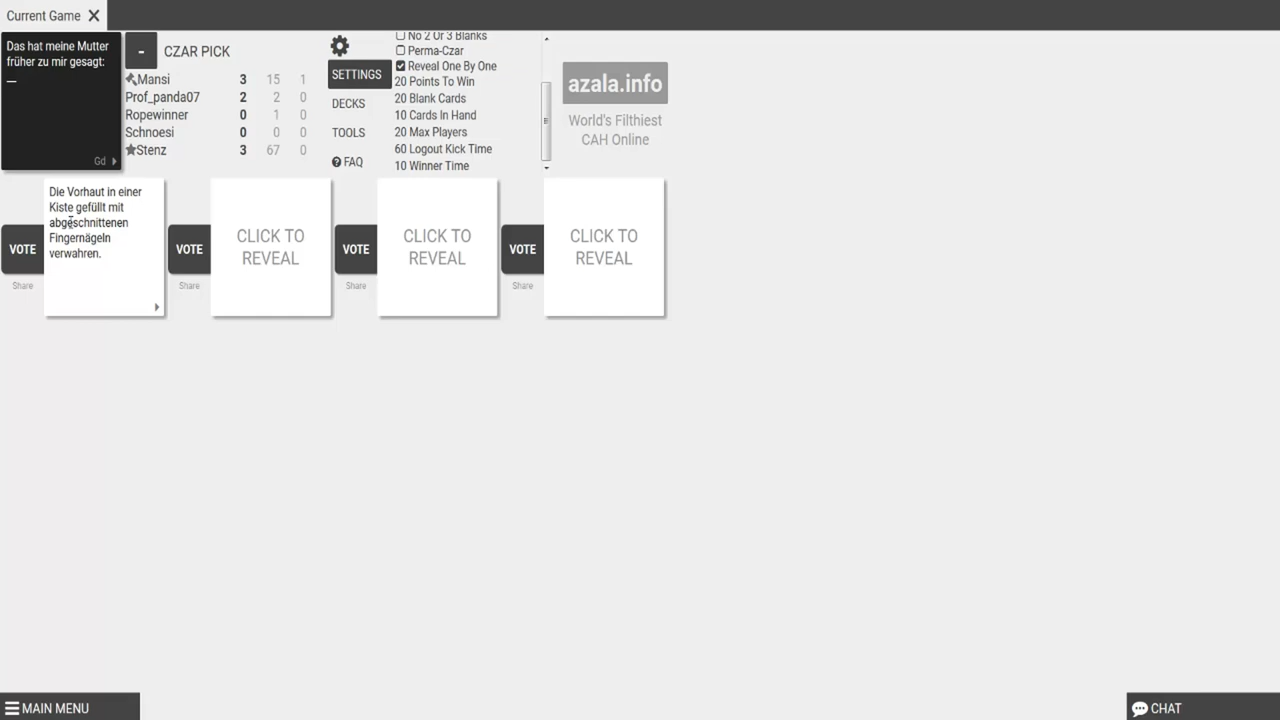 Current Game
Das hat meine Mutter
früher zu mir gesagt:
__
Gd
-
CZAR PICK
Mansi 3 15 1
Prof_panda07 2 2 0
Ropewinner 0 1 0
Schnoesi 0 0 0
Stenz 3 67 0
SETTINGS
DECKS
TOOLS
FAQ
No 2 Or 3 Blanks
Perma-Czar
Reveal One By One
20 Points To Win
20 Blank Cards
10 Cards In Hand
20 Max Players
60 Logout Kick Time
10 Winner Time
azala.info
World's Filthiest
CAH Online
VOTE
Share
Die Vorhaut in einer
Kiste gefüllt mit
abgeschnittenen
Fingernägeln
verwahren.
VOTE
Share
CLICK TO
REVEAL
VOTE
Share
CLICK TO
REVEAL
VOTE
Share
CLICK TO
REVEAL
MAIN MENU
CHAT